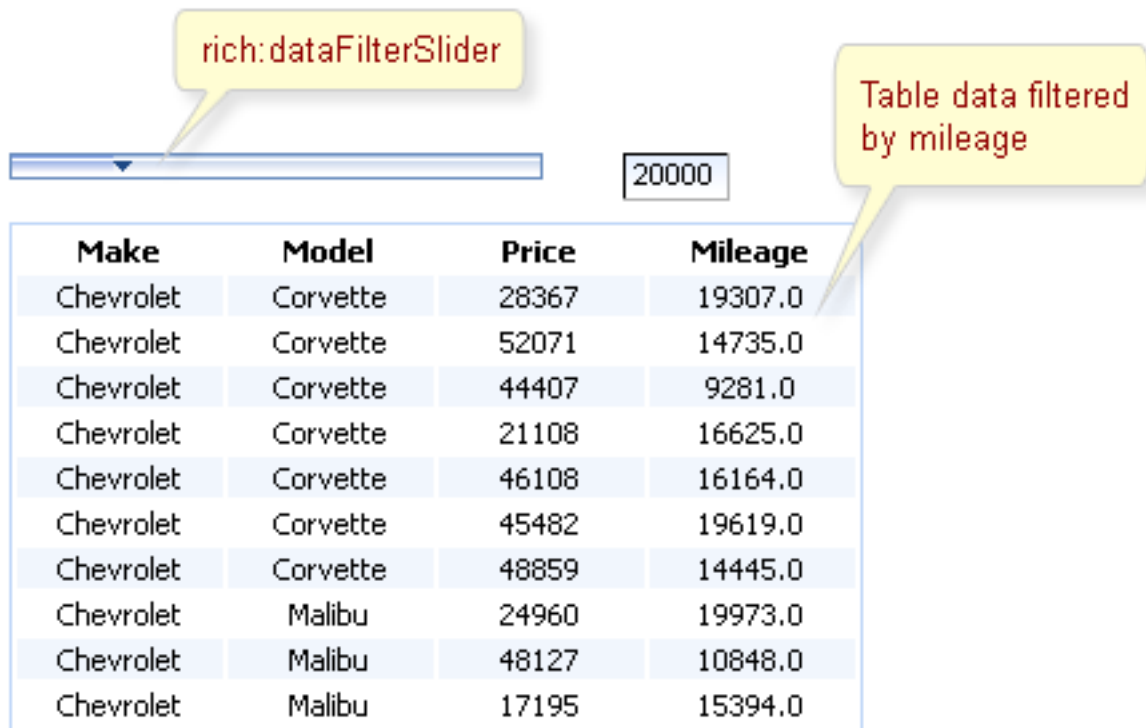 rich:dataFilterSlider
Table data filtered
by mileage
20000
Make Model Price Mileage
Chevrolet Corvette 28367 19307.0
Chevrolet Corvette 52071 14735.0
Chevrolet Corvette 44407 9281.0
Chevrolet Corvette 21108 16625.0
Chevrolet Corvette 46108 16164.0
Chevrolet Corvette 45482 19619.0
Chevrolet Corvette 48859 14445.0
Chevrolet Malibu 24960 19973.0
Chevrolet Malibu 48127 10848.0
Chevrolet Malibu 17195 15394.0